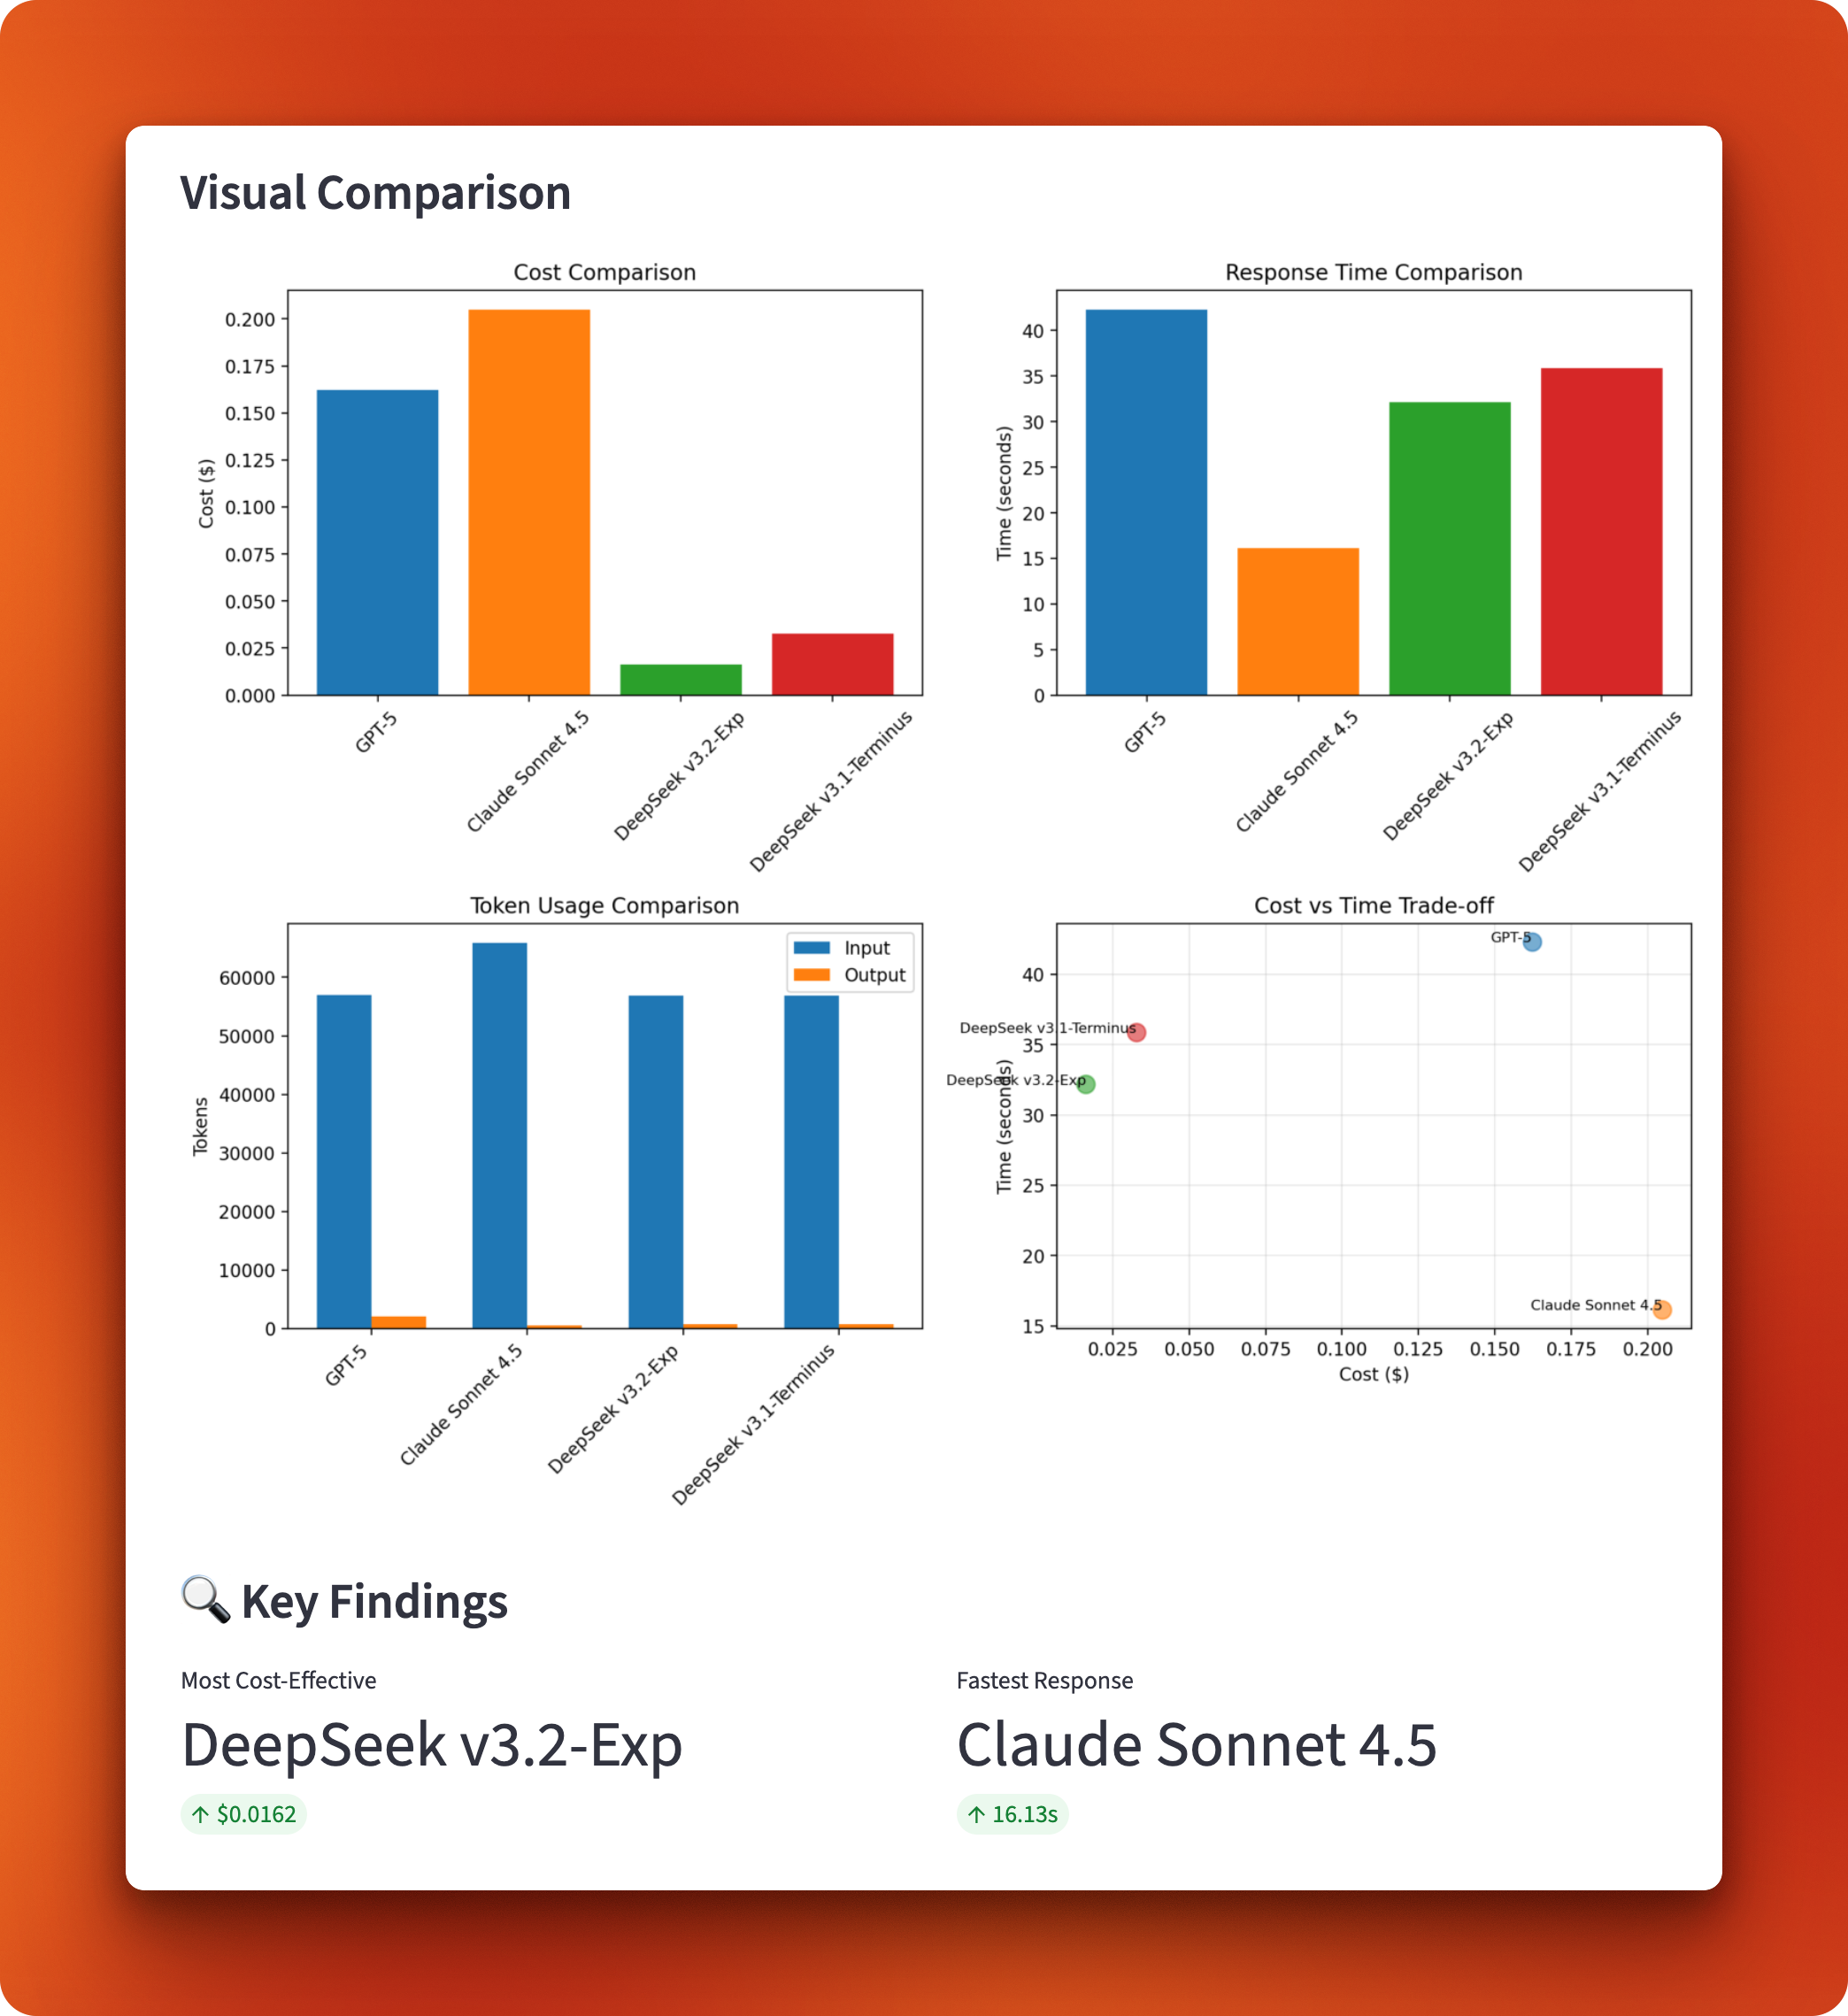 Visual Comparison
Cost Comparison
Cost ($)
0.200
0.175
0.150
0.125
0.100
0.075
0.050
0.025
0.000
GPT-5
Claude Sonnet 4.5
DeepSeek v3.2-Exp
DeepSeek v3.1-Terminus
Response Time Comparison
Time (seconds)
40
35
30
25
20
15
10
5
0
GPT-5
Claude Sonnet 4.5
DeepSeek v3.2-Exp
DeepSeek v3.1-Terminus
Token Usage Comparison
Tokens
60000
50000
40000
30000
20000
10000
0
Input
Output
GPT-5
Claude Sonnet 4.5
DeepSeek v3.2-Exp
DeepSeek v3.1-Terminus
Cost vs Time Trade-off
Time (seconds)
40
35
30
25
20
15
GPT-5
DeepSeek v3.1-Terminus
DeepSeek v3.2-Exp
Claude Sonnet 4.5
0.025 0.050 0.075 0.100 0.125 0.150 0.175 0.200
Cost ($)
🔍 Key Findings
Most Cost-Effective
DeepSeek v3.2-Exp
↑ $0.0162
Fastest Response
Claude Sonnet 4.5
↑ 16.13s